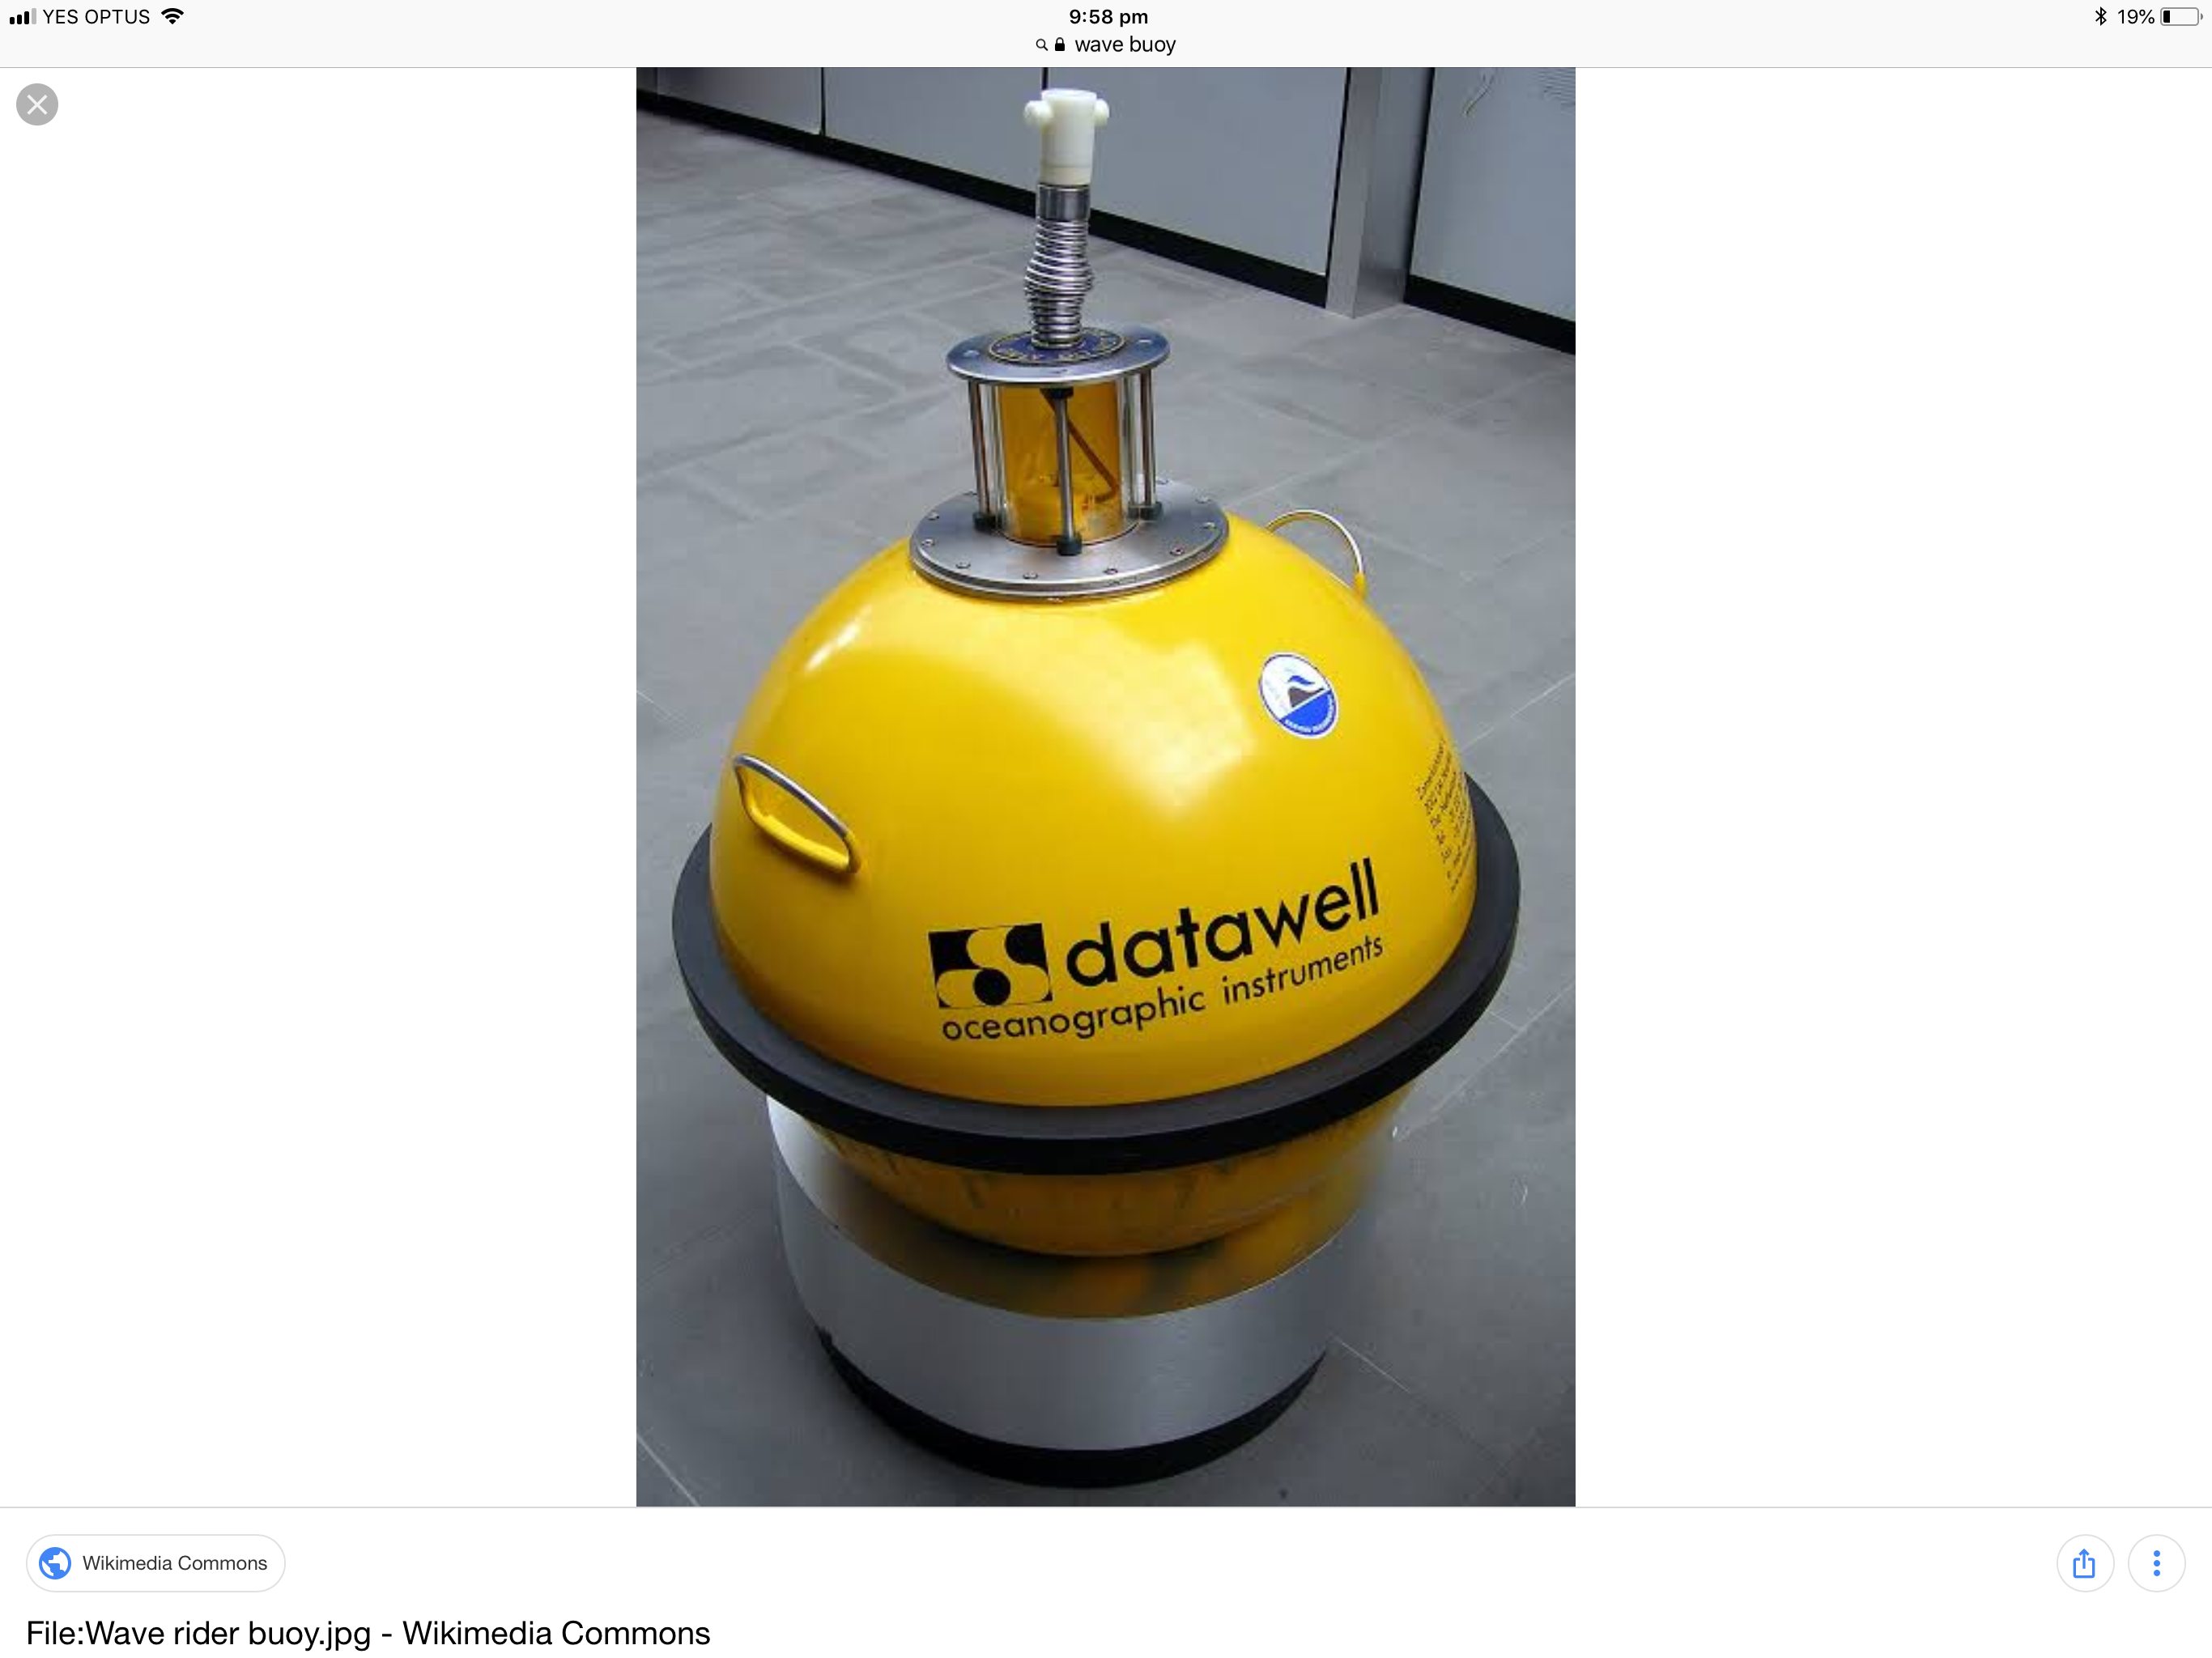 YES OPTUS
9:58 pm
19%
wave buoy
datawell
oceanographic instruments
Wikimedia Commons
File:Wave rider buoy.jpg - Wikimedia Commons